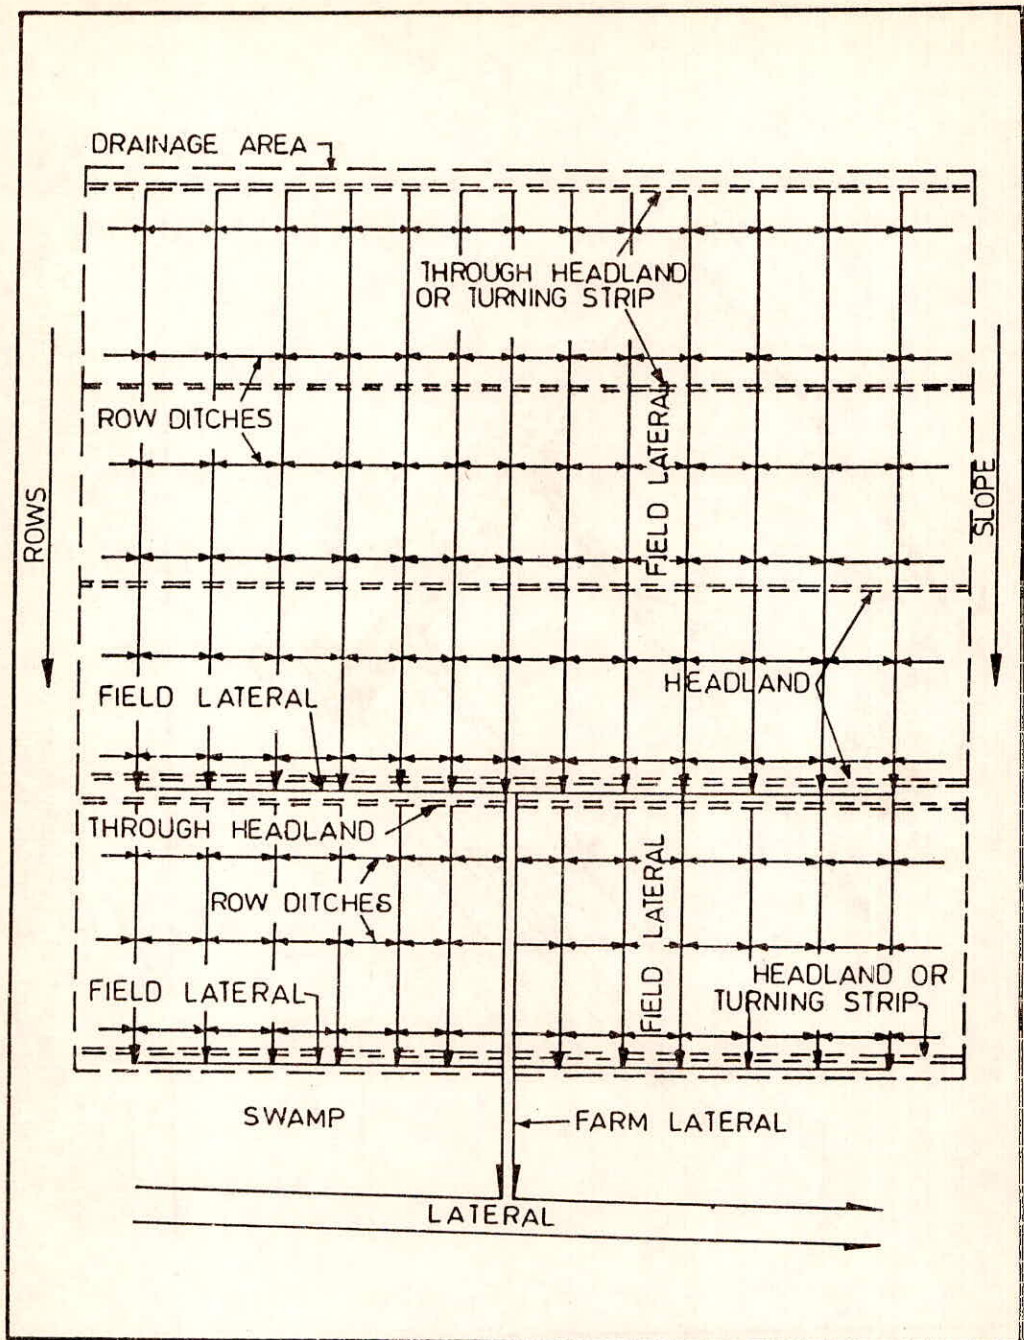 DRAINAGE AREA
THROUGH HEADLAND
OR TURNING STRIP
ROW DITCHES
FIELD LATERAL
ROWS
SLOPE
HEADLAND
FIELD LATERAL
THROUGH HEADLAND
ROW DITCHES
FIELD LATERAL
FIELD LATERAL
HEADLAND OR
TURNING STRIP
SWAMP
FARM LATERAL
LATERAL